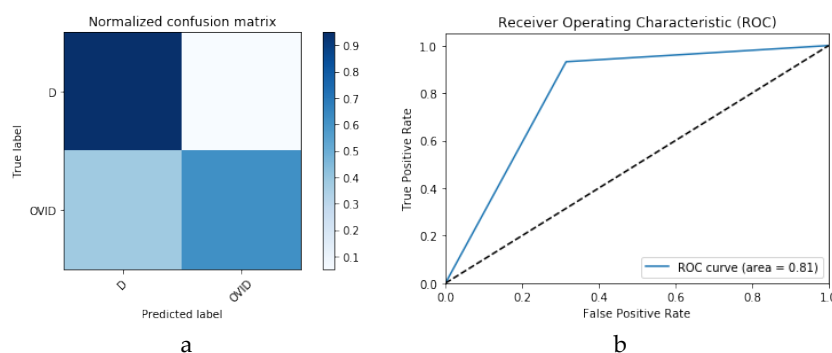 Normalized confusion matrix
True label
D
OVID
D
OVID
Predicted label
0.9
0.8
0.7
0.6
0.5
0.4
0.3
0.2
0.1
a
Receiver Operating Characteristic (ROC)
True Positive Rate
1.0
0.8
0.6
0.4
0.2
0.0
ROC curve (area = 0.81)
0.0 0.2 0.4 0.6 0.8 1.0
False Positive Rate
b